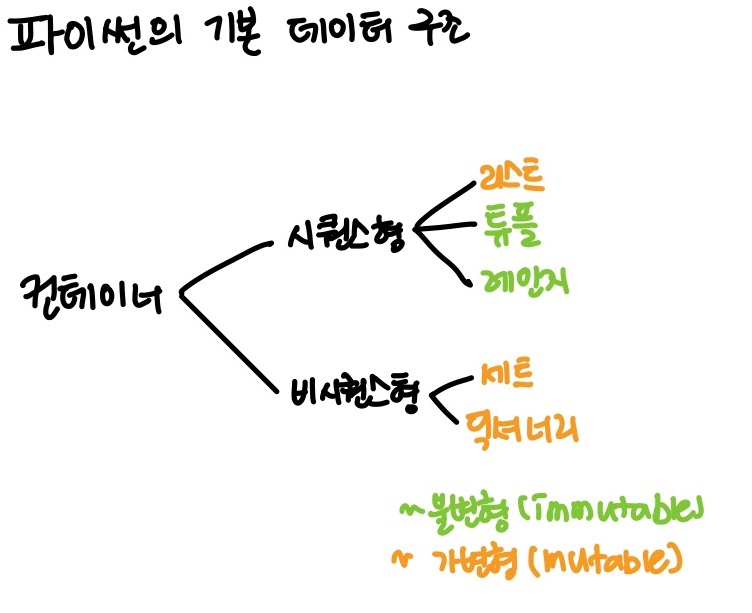 파이썬의 기본 데이터 구조
컨테이너
시퀀스형
리스트
튜플
레인지
비시퀀스형
세트
딕셔너리
~불변형(immutable)
~ 가변형(mutable)